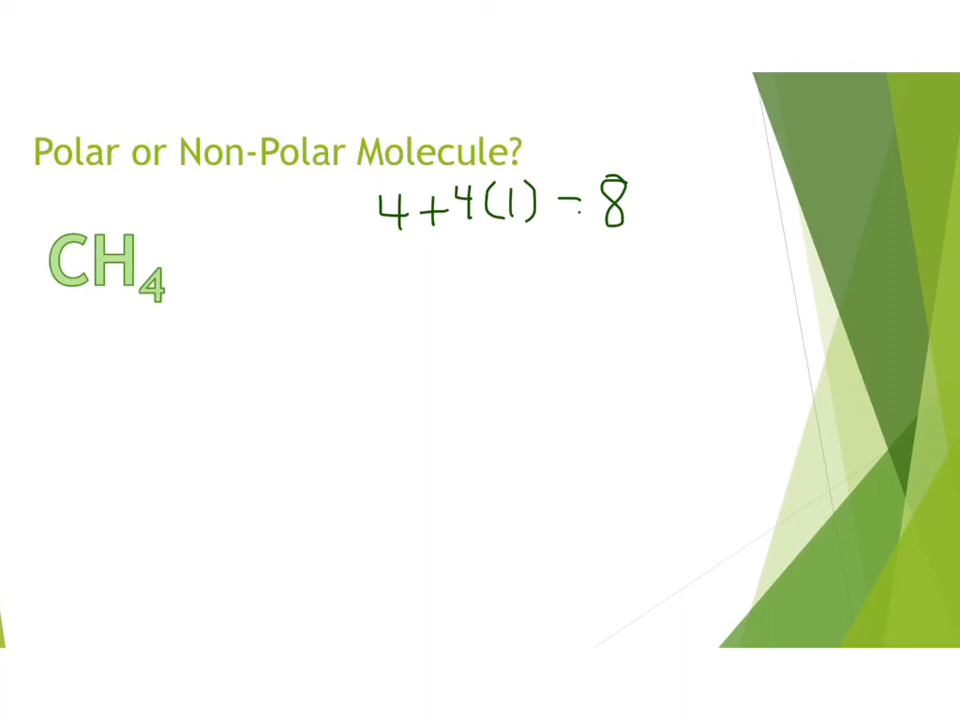 Polar or Non-Polar Molecule?
4+4(1) = 8
CH₄